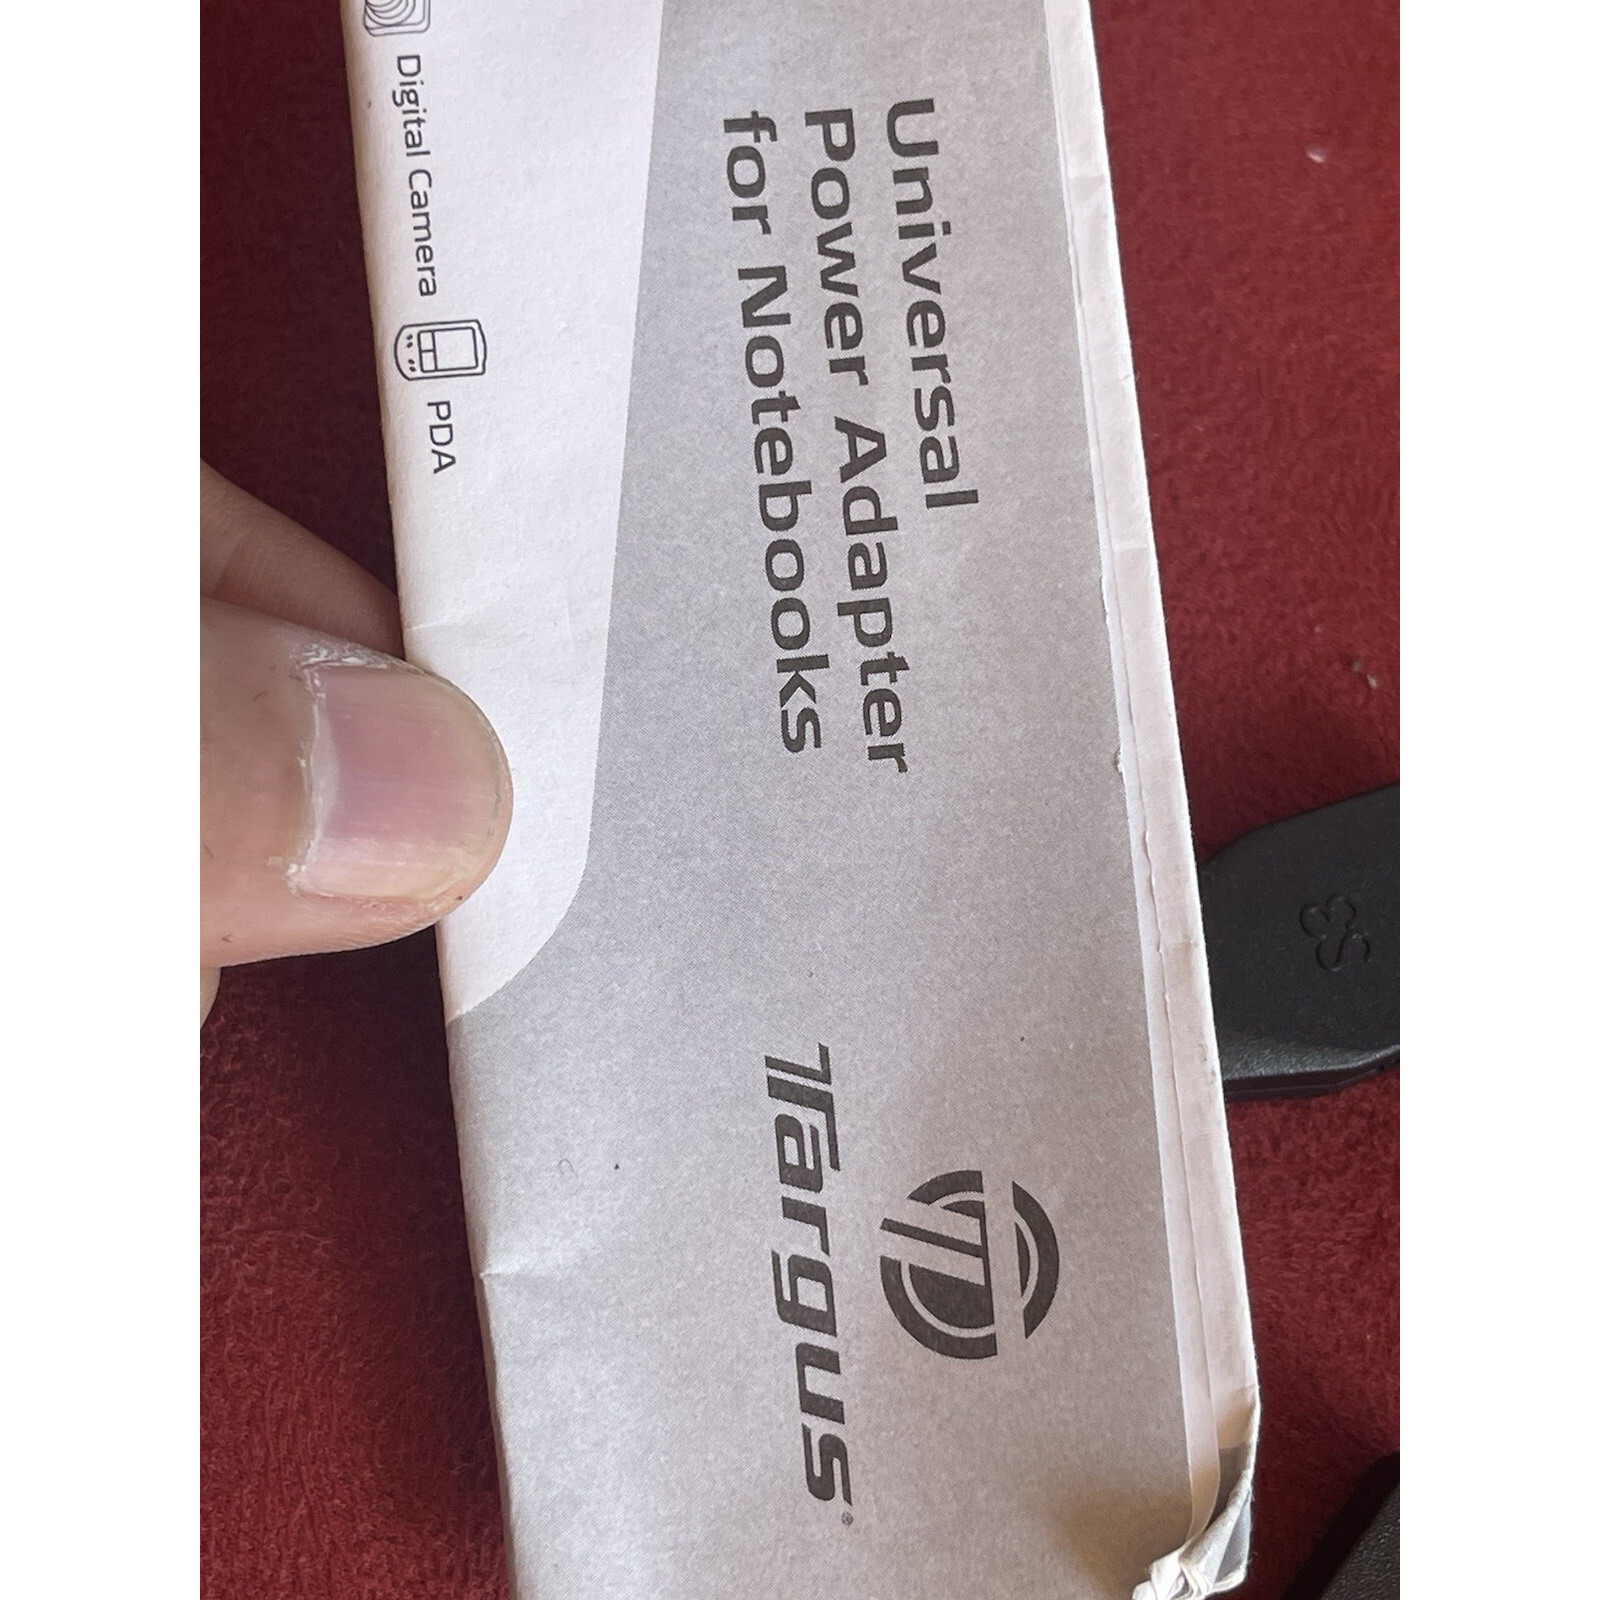 Universal
Power Adapter
for Notebooks
Digital Camera
PDA
Targus®